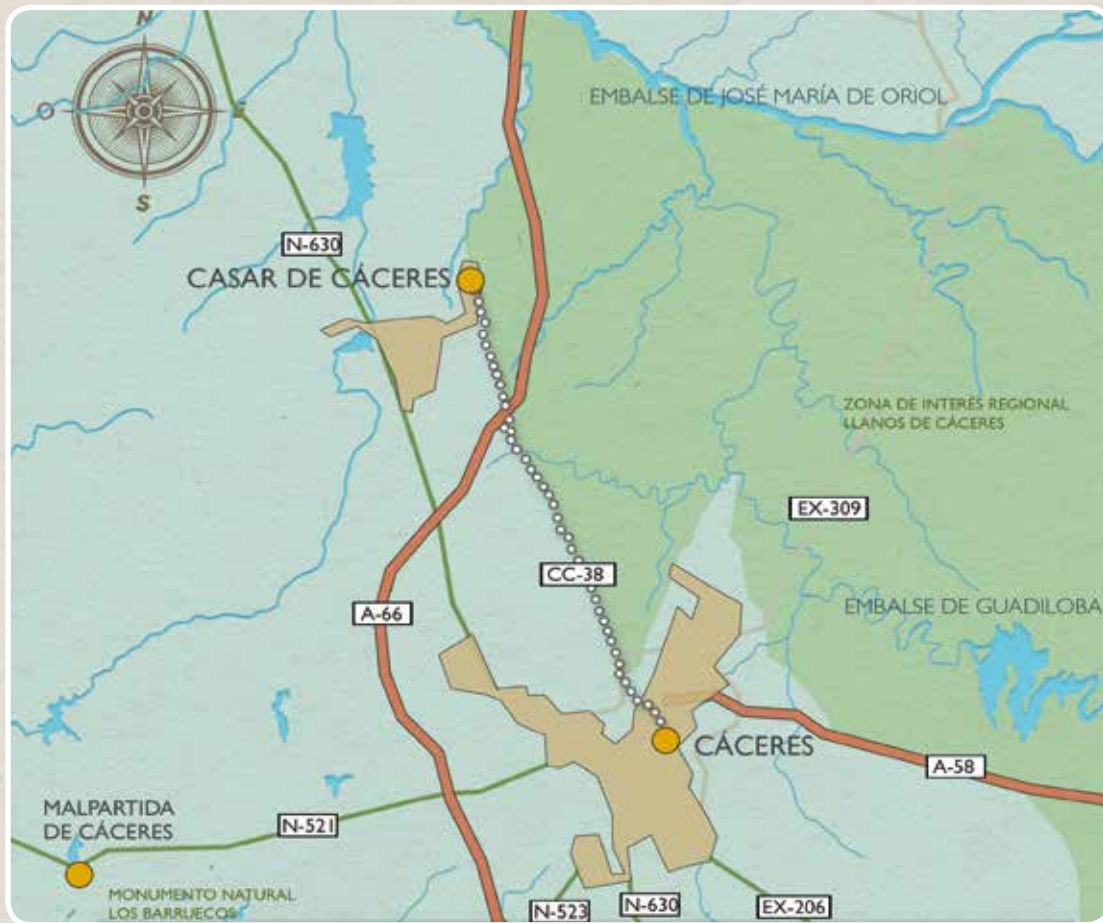 N
O
E
S
EMBALSE DE JOSÉ MARÍA DE ORIOL
N-630
CASAR DE CÁCERES
ZONA DE INTERÉS REGIONAL
LLANOS DE CÁCERES
EX-309
CC-38
A-66
EMBALSE DE GUADILOBA
CÁCERES
A-58
MALPARTIDA
DE CÁCERES
N-521
MONUMENTO NATURAL
LOS BARRUECOS
N-523
N-630
EX-206